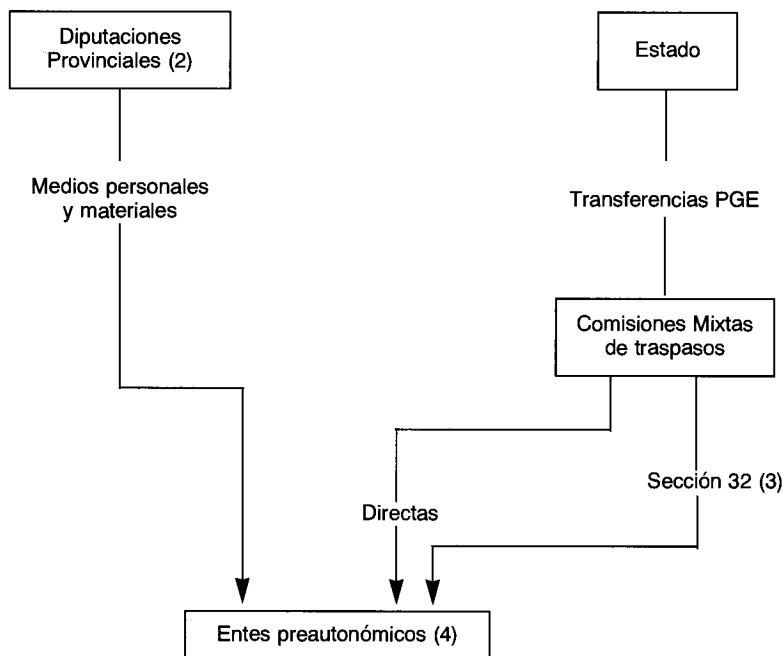 Diputaciones
Provinciales (2)
Estado
Medios personales
y materiales
Transferencias PGE
Comisiones Mixtas
de traspasos
Sección 32 (3)
Directas
Entes preautonómicos (4)